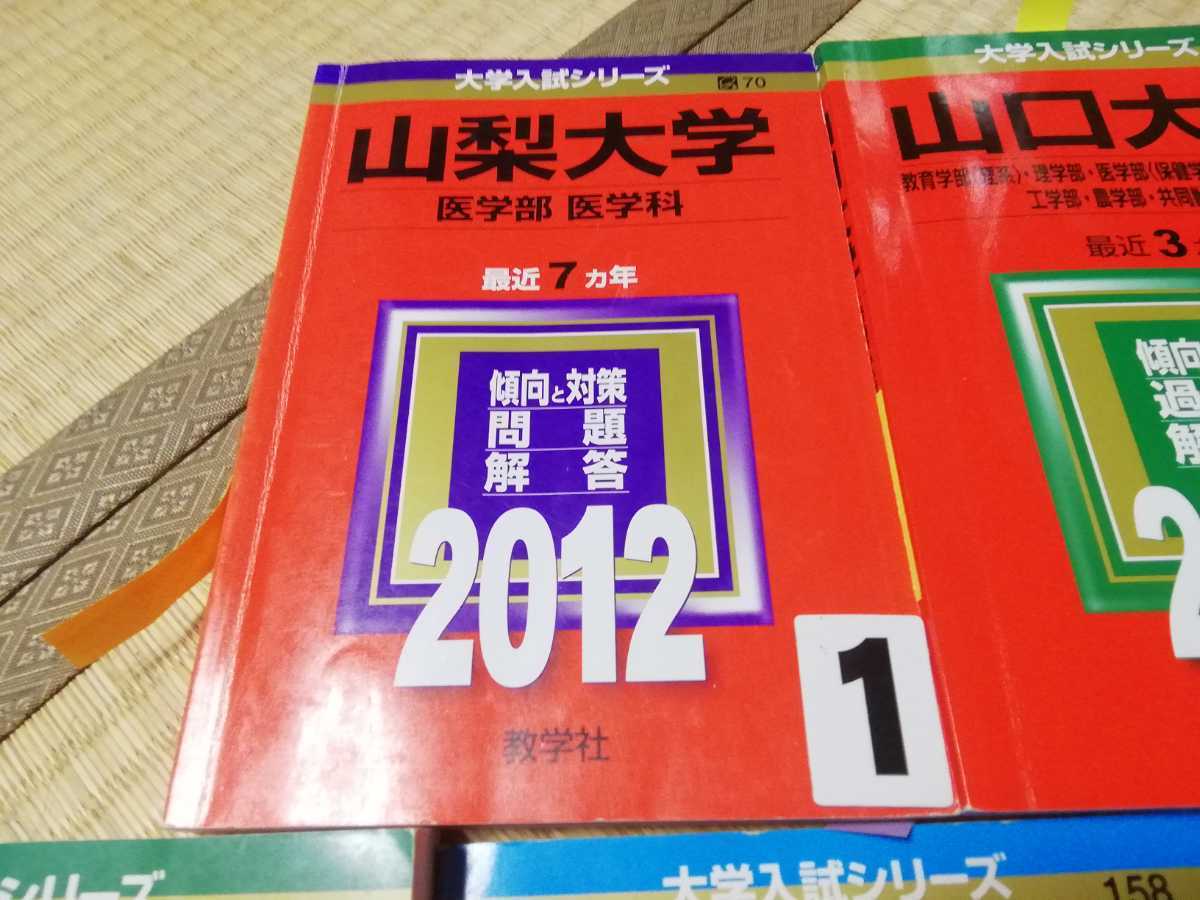 大学入試シリーズ
70
山梨大学
医学部 医学科
最近7ヵ年
傾向と対策
問題
解答
2012
教学社
1
大学入試シリーズ
山口大
教育学部(理系)・理学部・医学部(保健学
工学部・農学部・共同獣
最近3
傾向
過
解
2
シリーズ
大学入試シリーズ
158